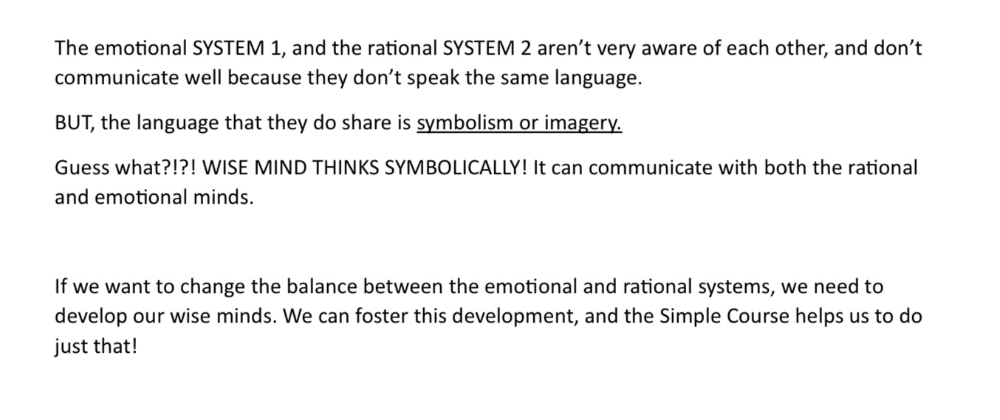 The emotional SYSTEM 1, and the rational SYSTEM 2 aren’t very aware of each other, and don’t
communicate well because they don’t speak the same language.
BUT, the language that they do share is symbolism or imagery.
Guess what?!?! WISE MIND THINKS SYMBOLICALLY! It can communicate with both the rational
and emotional minds.
If we want to change the balance between the emotional and rational systems, we need to
develop our wise minds. We can foster this development, and the Simple Course helps us to do
just that!